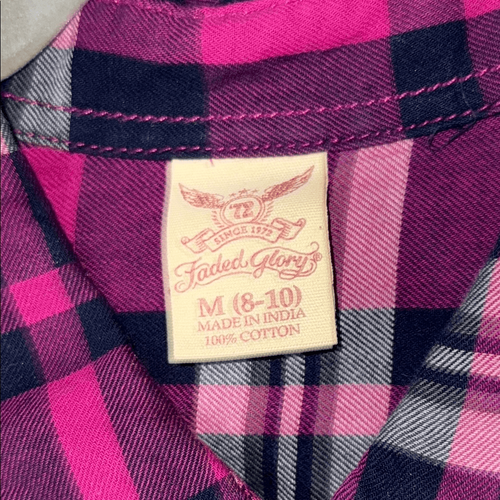 '72
SINCE 1972
Faded Glory
M (8-10)
MADE IN INDIA
100% COTTON